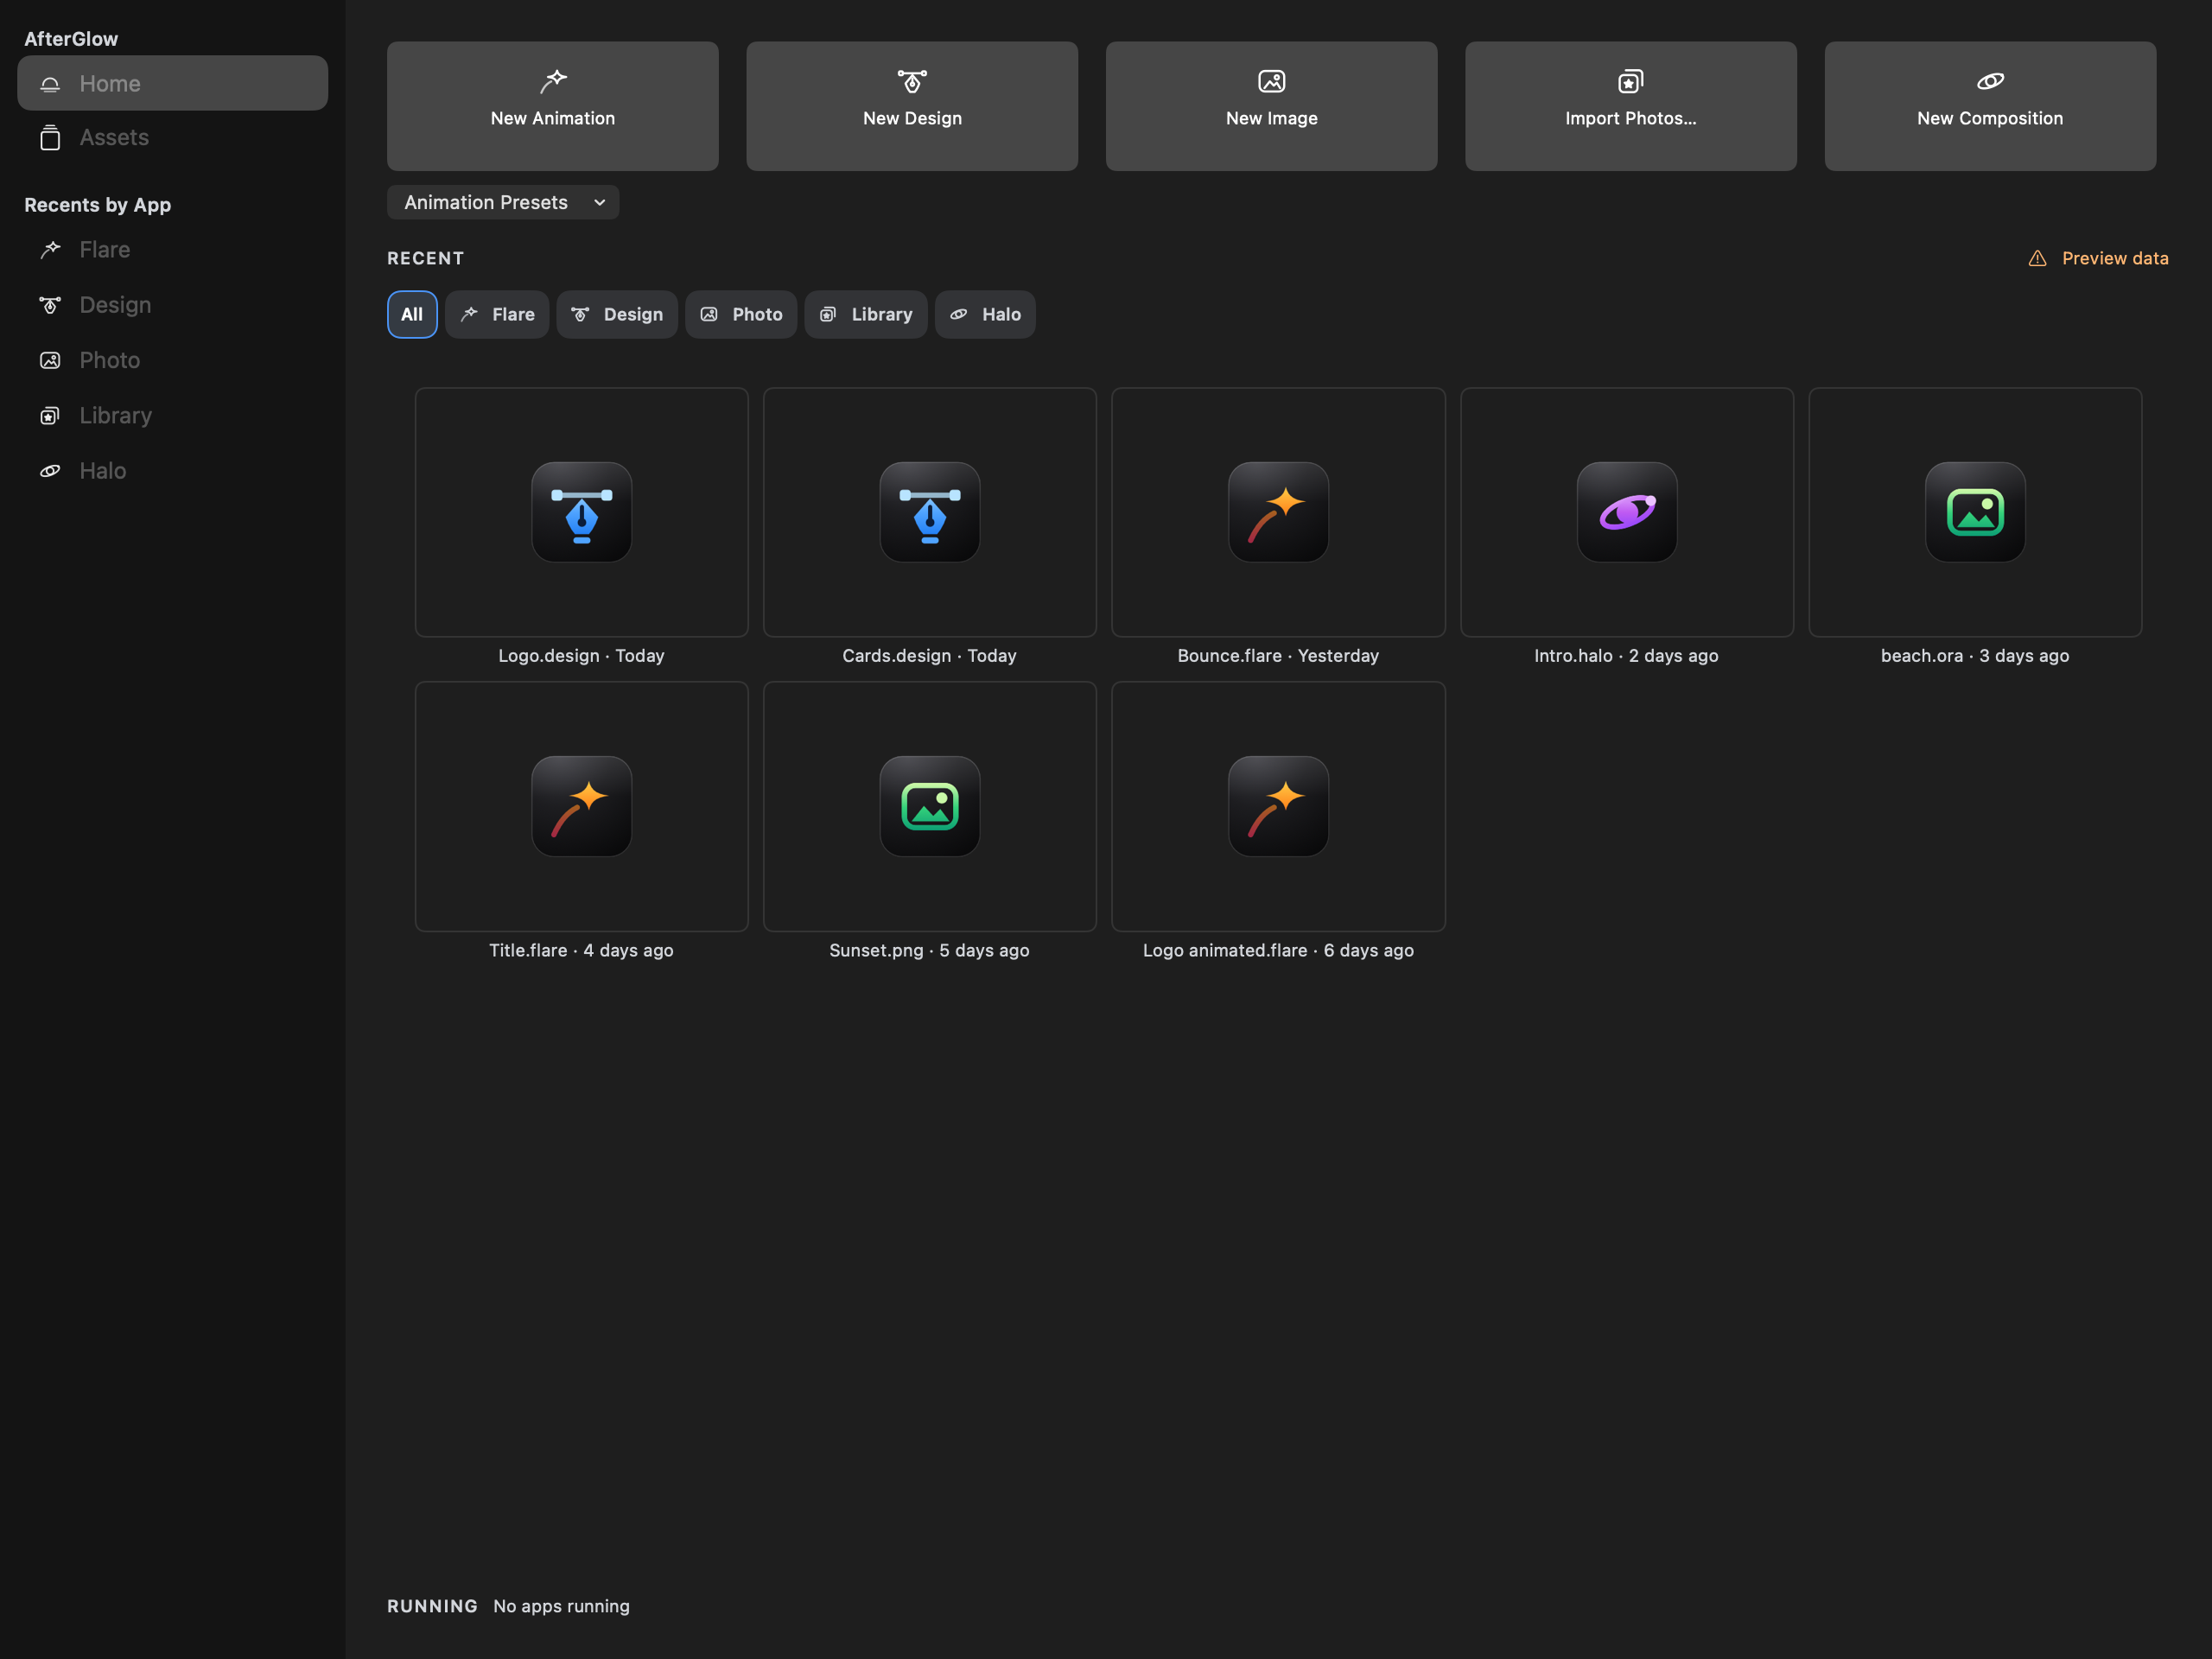 AfterGlow
Home
Assets
Recents by App
Flare
Design
Photo
Library
Halo
New Animation
New Design
New Image
Import Photos...
New Composition
Animation Presets
RECENT
Preview data
All
Flare
Design
Photo
Library
Halo
Logo.design · Today
Cards.design · Today
Bounce.flare · Yesterday
Intro.halo · 2 days ago
beach.ora · 3 days ago
Title.flare · 4 days ago
Sunset.png · 5 days ago
Logo animated.flare · 6 days ago
RUNNING No apps running